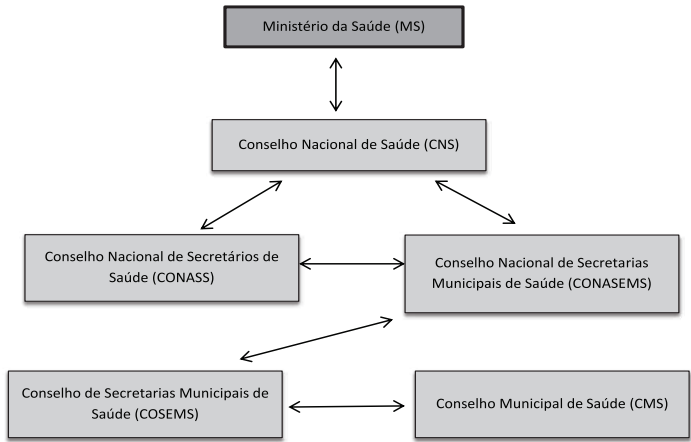 Ministério da Saúde (MS)
Conselho Nacional de Saúde (CNS)
Conselho Nacional de Secretários de
Saúde (CONASS)
Conselho Nacional de Secretarias
Municipais de Saúde (CONASEMS)
Conselho de Secretarias Municipais de
Saúde (COSEMS)
Conselho Municipal de Saúde (CMS)